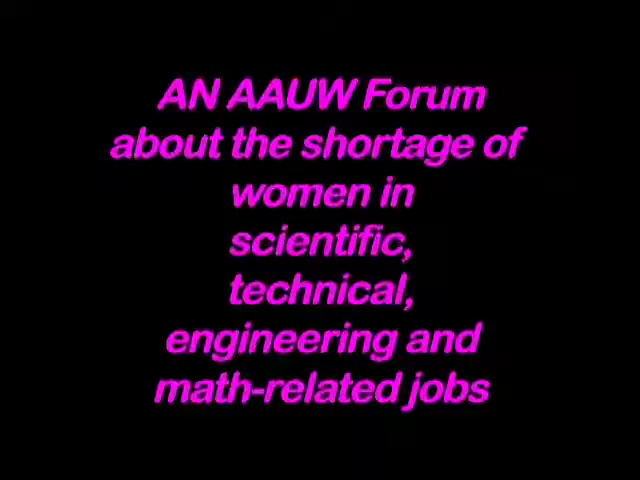 AN AAUW Forum
about the shortage of
women in
scientific,
technical,
engineering and
math-related jobs